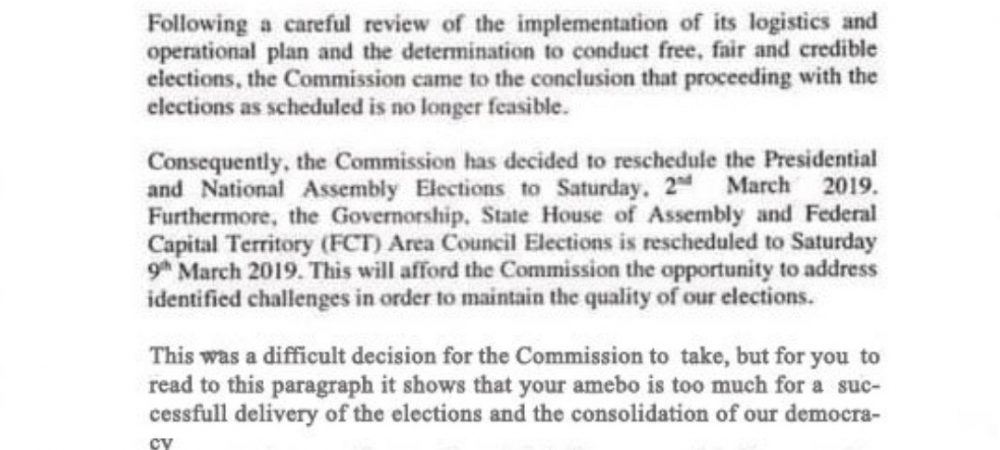 Following a careful review of the implementation of its logistics and
operational plan and the determination to conduct free, fair and credible
elections, the Commission came to the conclusion that proceeding with the
elections as scheduled is no longer feasible.
Consequently, the Commission has decided to reschedule the Presidential
and National Assembly Elections to Saturday, 2nd March 2019.
Furthermore, the Governorship, State House of Assembly and Federal
Capital Territory (FCT) Area Council Elections is rescheduled to Saturday
9th March 2019. This will afford the Commission the opportunity to address
identified challenges in order to maintain the quality of our elections.
This was a difficult decision for the Commission to take, but for you to
read to this paragraph it shows that your amebo is too much for a suc-
cessfull delivery of the elections and the consolidation of our democra-
cy